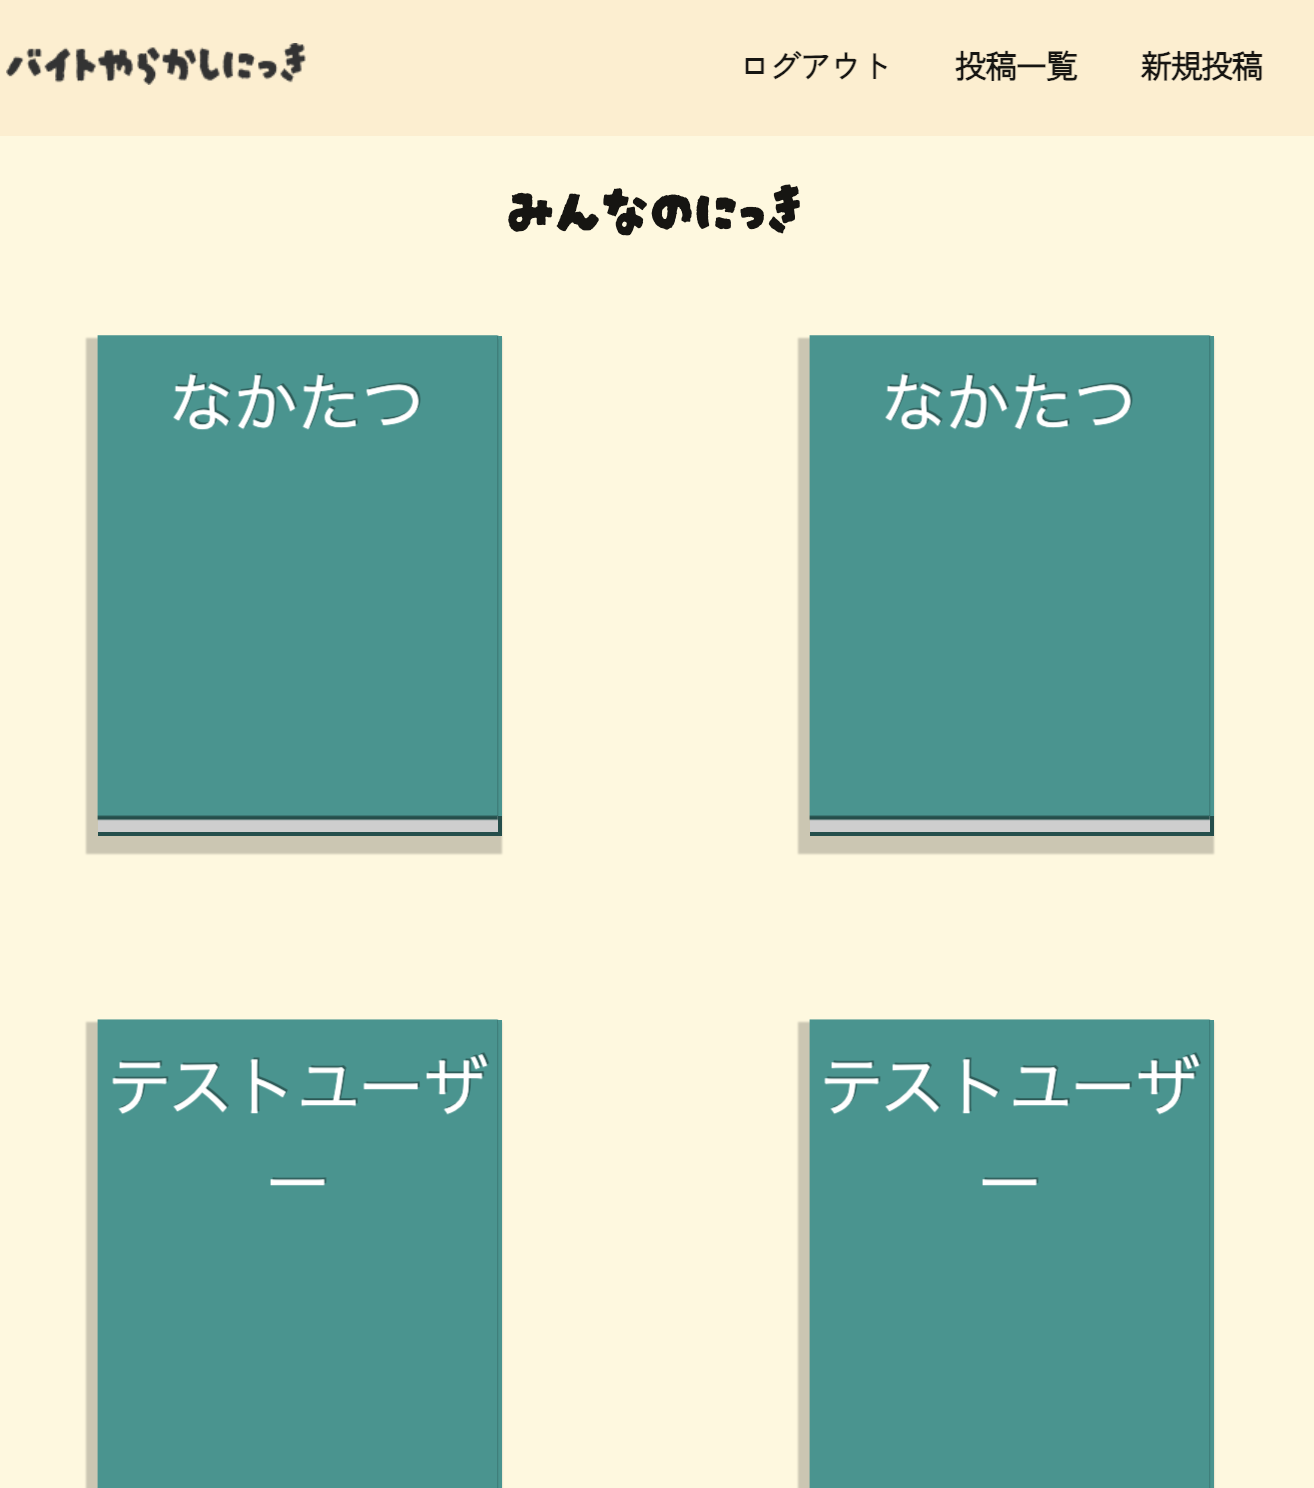 バイトやらかしにっき
ログアウト 投稿一覧 新規投稿
みんなのにっき
なかたつ
なかたつ
テストユーザ
ー
テストユーザ
ー